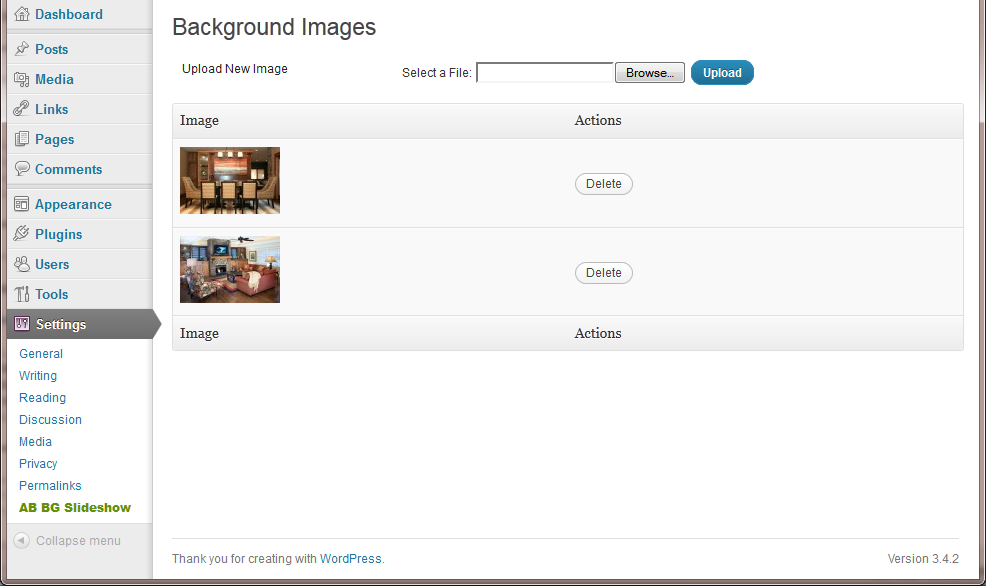 Dashboard
Posts
Media
Links
Pages
Comments
Appearance
Plugins
Users
Tools
Settings
General
Writing
Reading
Discussion
Media
Privacy
Permalinks
AB BG Slideshow
Collapse menu
Background Images
Upload New Image
Select a File: Browse... Upload
Image Actions
Delete
Delete
Image Actions
Thank you for creating with WordPress. Version 3.4.2